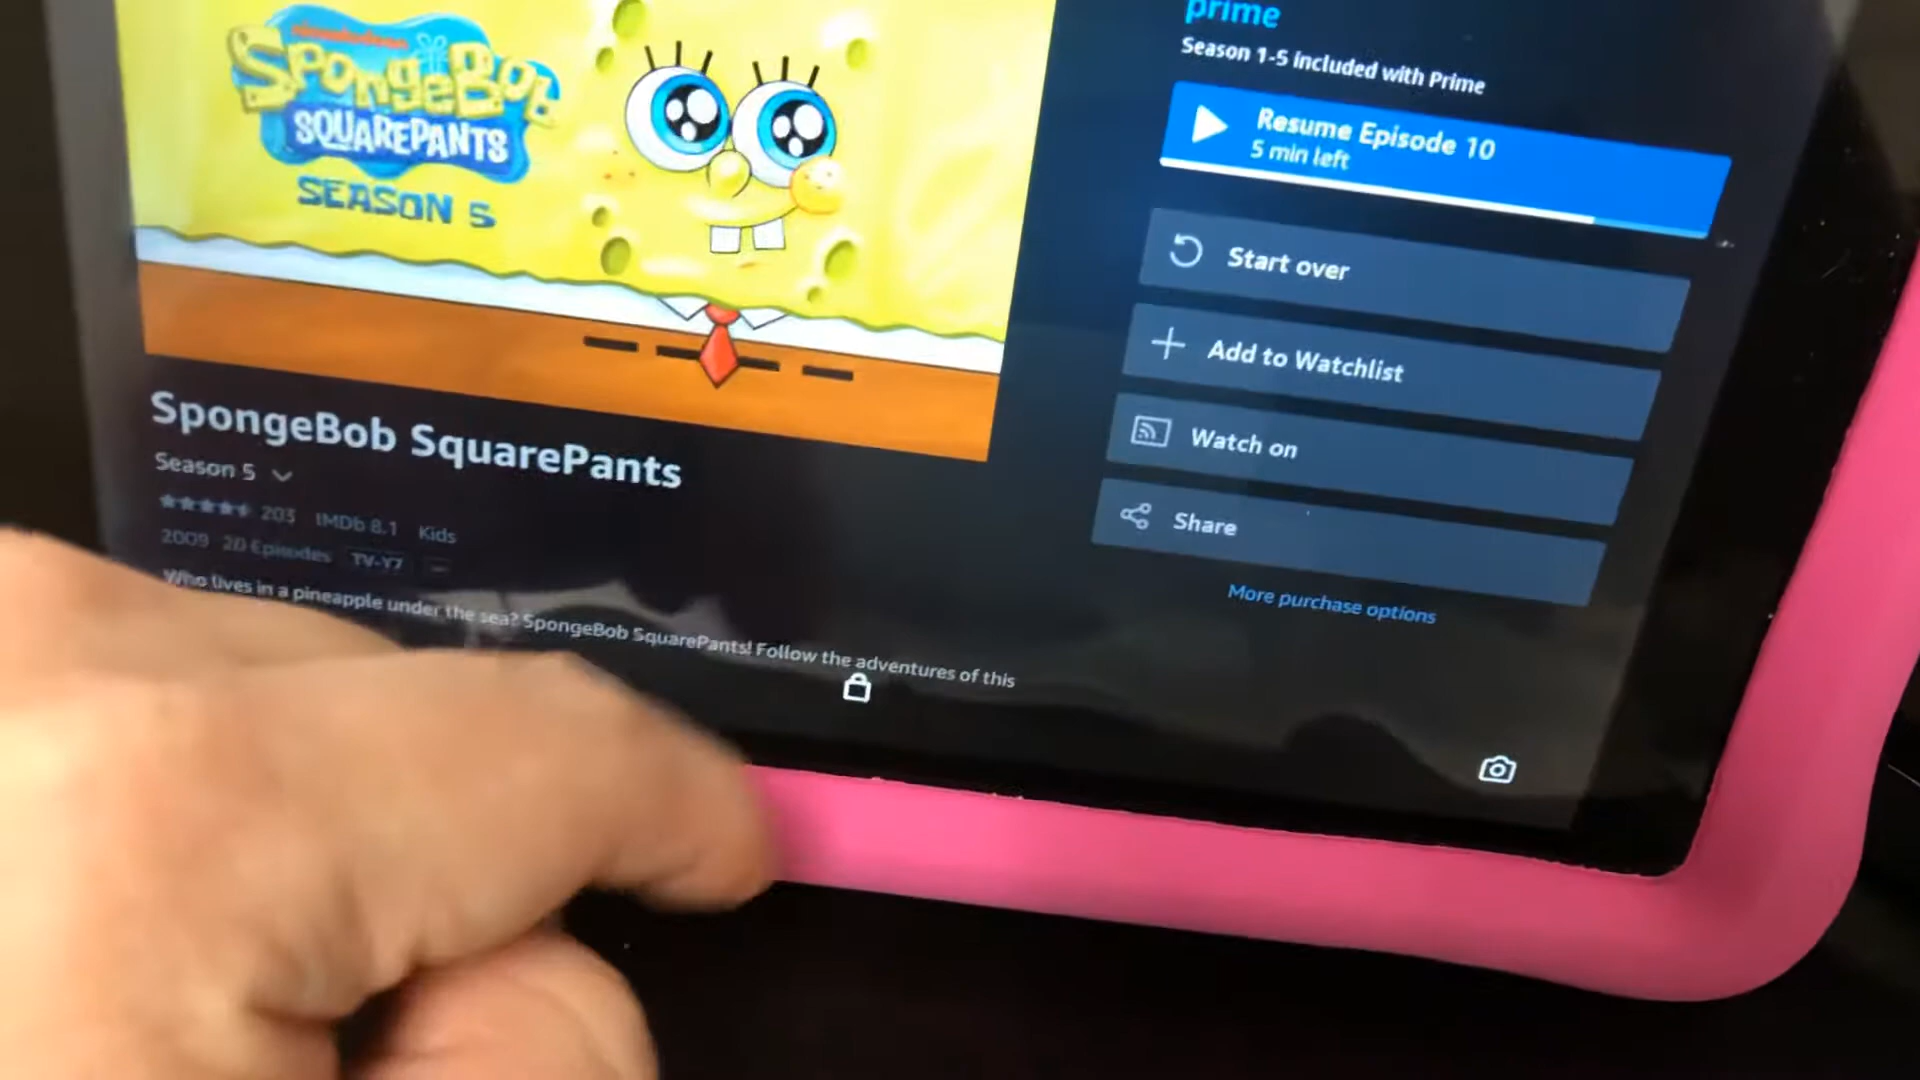 nickelodeon
SPONGEBOB
SQUAREPANTS
SEASON 5
prime
Season 1-5 included with Prime
Resume Episode 10
5 min left
Start over
Add to Watchlist
Watch on
Share
More purchase options
SpongeBob SquarePants
Season 5
203 IMDb 8.1 Kids
2009 20 Episodes TV-Y7
Who lives in a pineapple under the sea? SpongeBob SquarePants! Follow the adventures of this